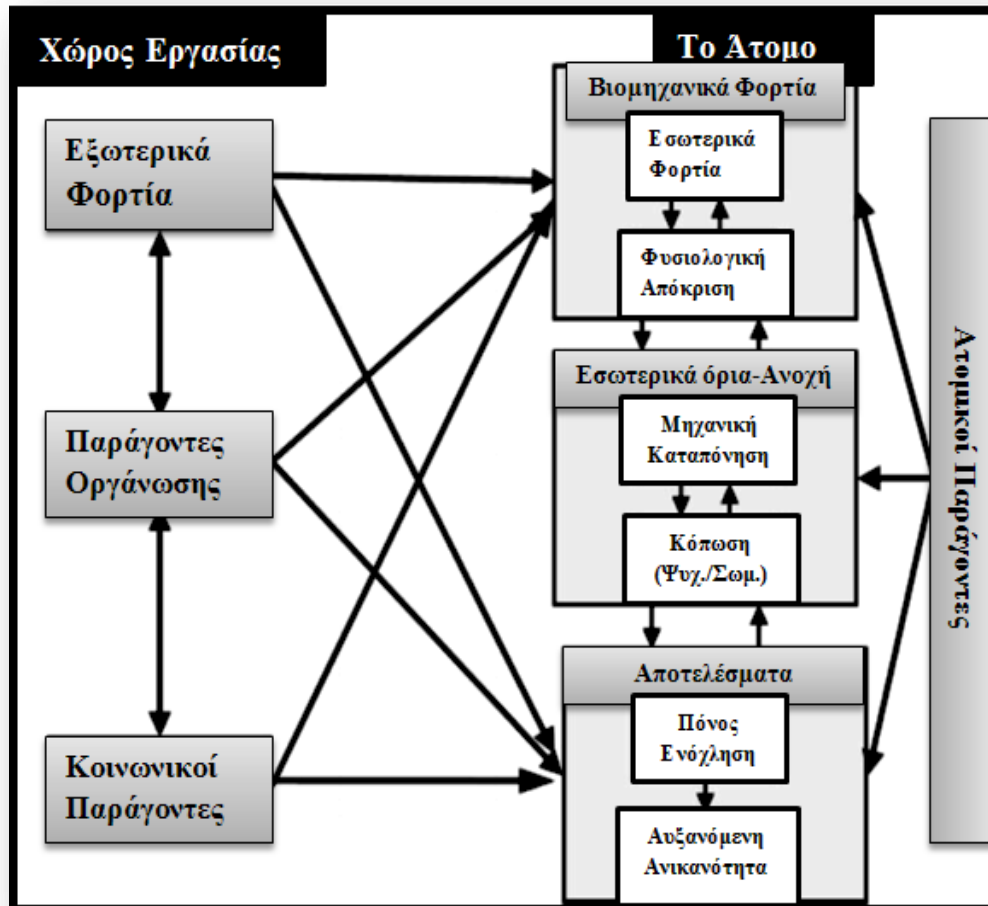 Χώρος Εργασίας
Εξωτερικά
Φορτία
Παράγοντες
Οργάνωσης
Κοινωνικοί
Παράγοντες
Το Άτομο
Βιομηχανικά Φορτία
Εσωτερικά
Φορτία
Φυσιολογική
Απόκριση
Εσωτερικά όρια-Ανοχή
Μηχανική
Καταπόνηση
Κόπωση
(Ψυχ./Σωμ.)
Αποτελέσματα
Πόνος
Ενόχληση
Αυξανόμενη
Ανικανότητα
Ατομικοί Παράγοντες